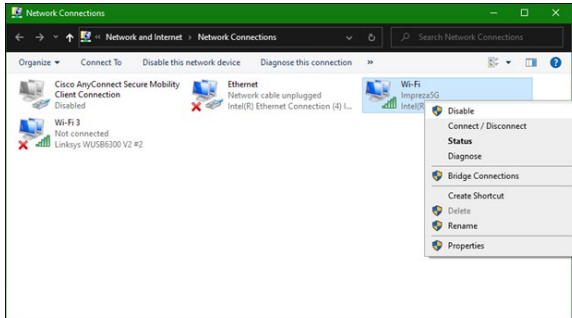 Network Connections
« Network and Internet › Network Connections
Search Network Connections
Organize
Connect To
Disable this network device
Diagnose this connection
»
Cisco AnyConnect Secure Mobility
Client Connection
Disabled
Ethernet
Network cable unplugged
Intel(R) Ethernet Connection (4) I...
Wi-Fi
Impreza5G
Intel(R)
Wi-Fi 3
Not connected
Linksys WUSB6300 V2 #2
Disable
Connect / Disconnect
Status
Diagnose
Bridge Connections
Create Shortcut
Delete
Rename
Properties